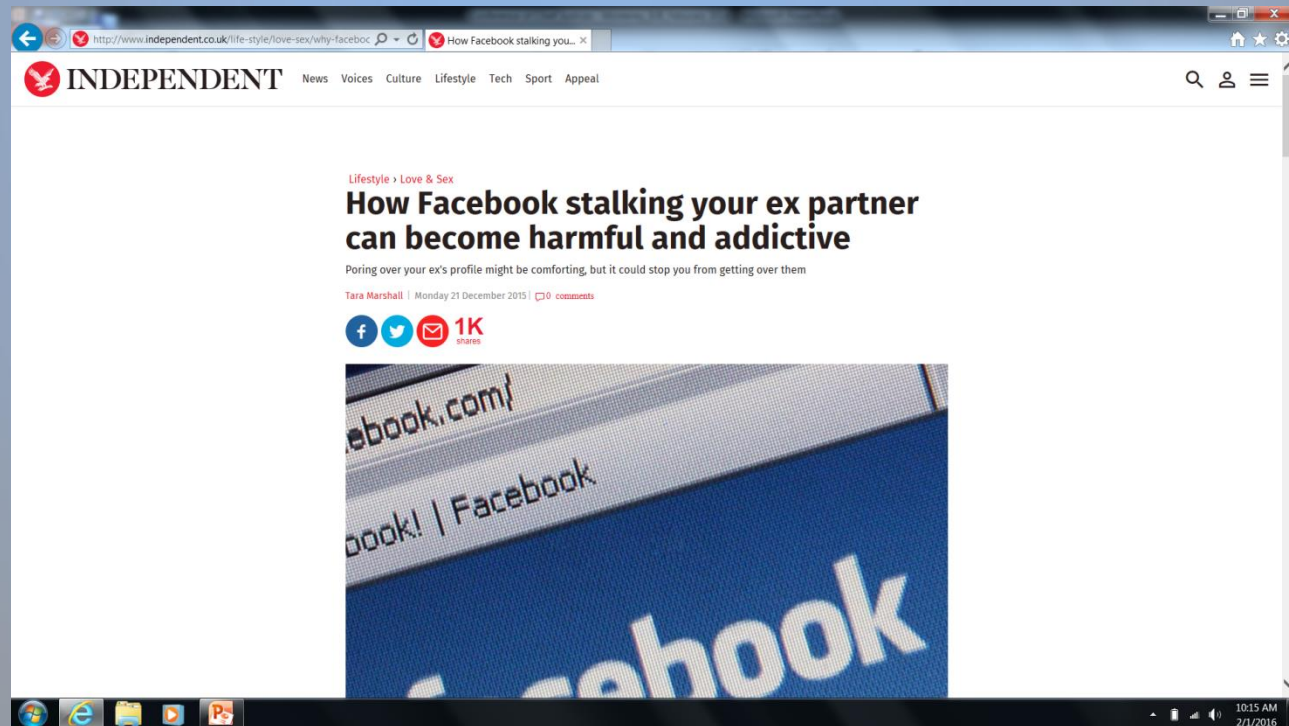 http://www.independent.co.uk/life-style/love-sex/why-faceboc
How Facebook stalking you...
INDEPENDENT
News Voices Culture Lifestyle Tech Sport Appeal
Lifestyle › Love & Sex
How Facebook stalking your ex partner
can become harmful and addictive
Poring over your ex's profile might be comforting, but it could stop you from getting over them
Tara Marshall | Monday 21 December 2015 | 0 comments
1K
shares
ebook.com/
book! | Facebook
facebook
10:15 AM
2/1/2016